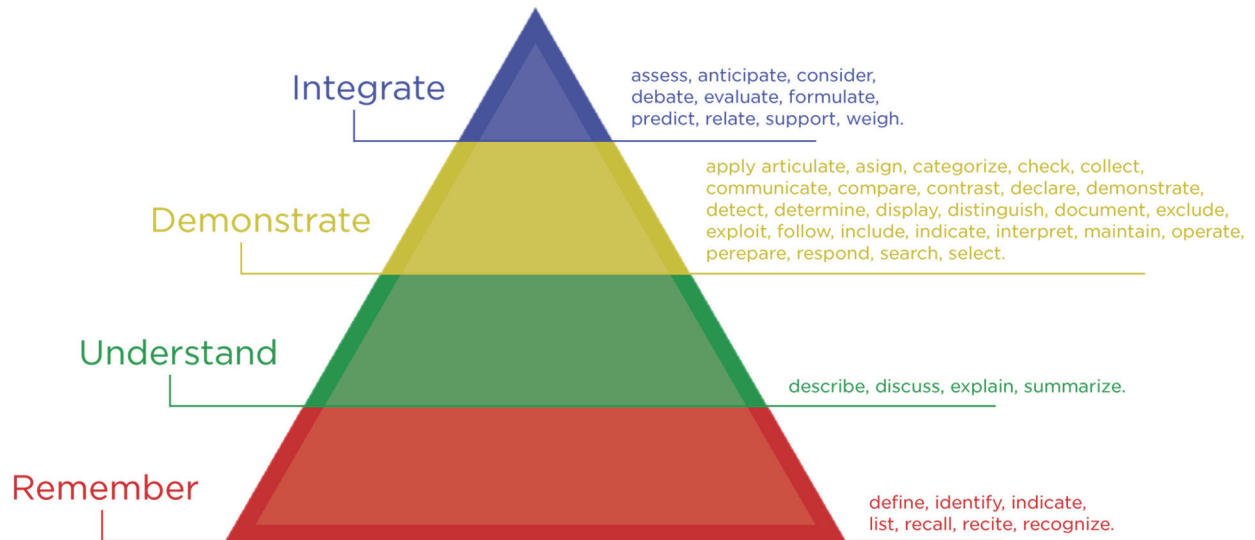 Integrate
assess, anticipate, consider,
debate, evaluate, formulate,
predict, relate, support, weigh.
Demonstrate
apply articulate, asign, categorize, check, collect,
communicate, compare, contrast, declare, demonstrate,
detect, determine, display, distinguish, document, exclude,
exploit, follow, include, indicate, interpret, maintain, operate,
perepare, respond, search, select.
Understand
describe, discuss, explain, summarize.
Remember
define, identify, indicate,
list, recall, recite, recognize.